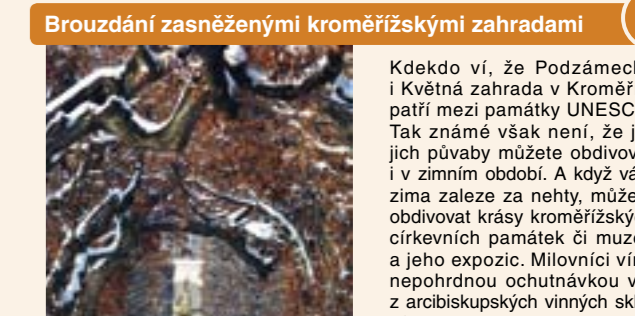 Brouzdání zasněženými kroměřížskými zahradami
Kdekdo ví, že
i Květná zahrada v
patří mezi památky
Tak známé však není, že
jich půvaby můžete
i v zimním období. A když
zima zaleze za nehty,
obdivovat krásy
církevních památek či
a jeho expozic. Milovníci
nepohrdnou ochutnávkou
z arcibiskupských vinných